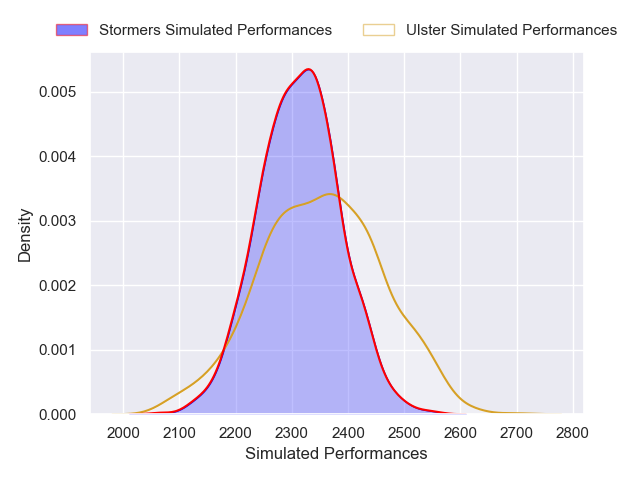 Stormers Simulated Performances Ulster Simulated Performances
0.005
0.004
0.003
0.002
0.001
0.000
Density
2000 2100 2200 2300 2400 2500 2600 2700 2800
Simulated Performances